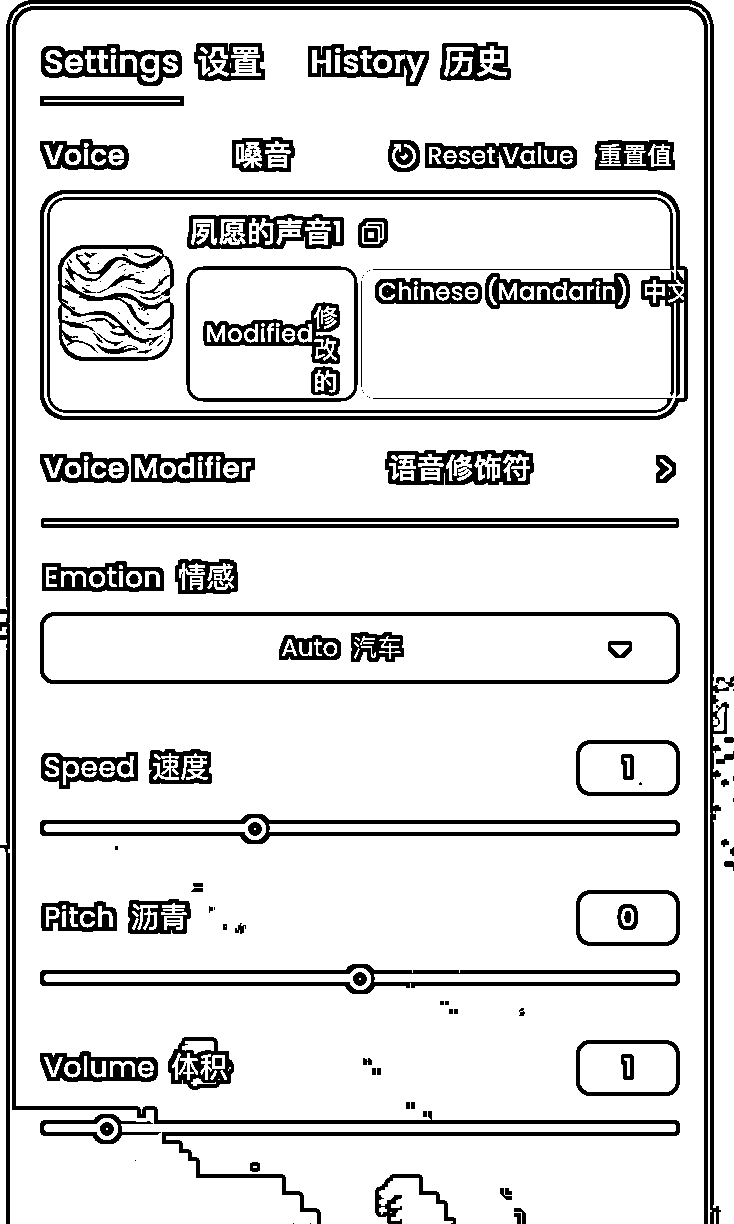 Settings 设置 History 历史
Voice 嗓音 Reset Value 重置值
夙愿的声音1
Modified 修改的
Chinese (Mandarin) 中文
Voice Modifier 语音修饰符
Emotion 情感
Auto 汽车
Speed 速度 1
Pitch 沥青 0
Volume 体积 1